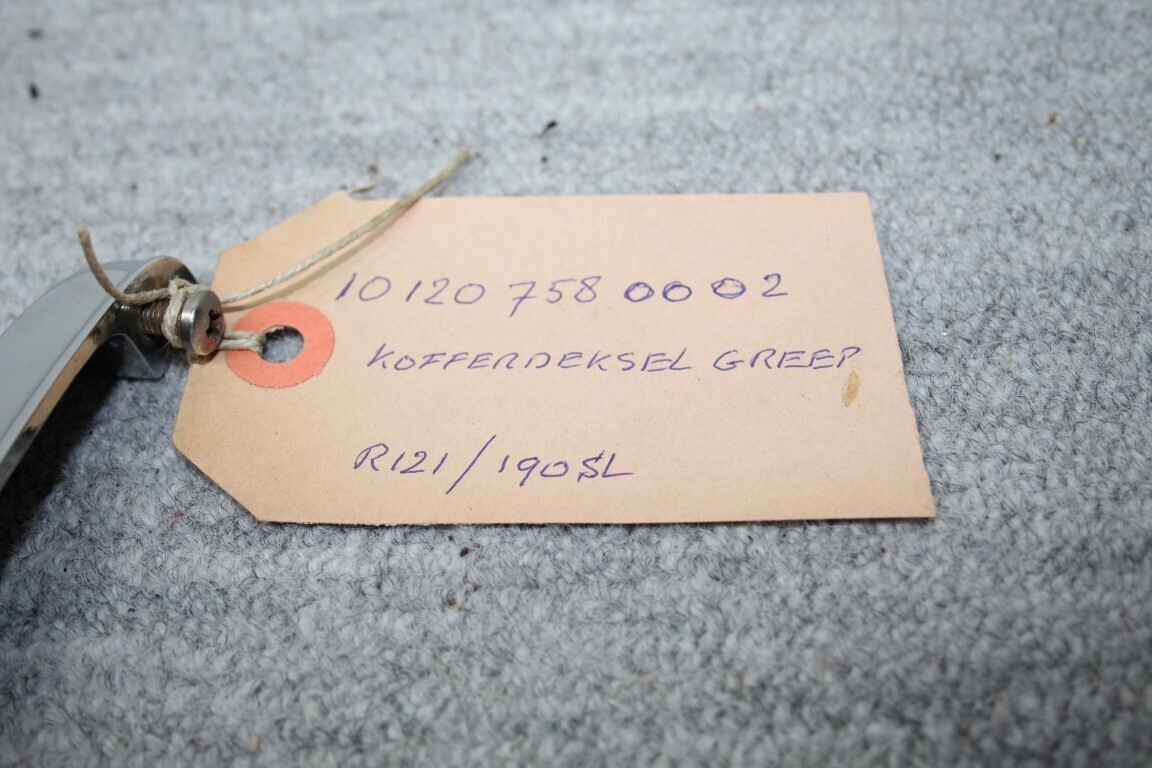 10 120 758 00 02
KOFFERDEKSEL GREEP
R121/190SL